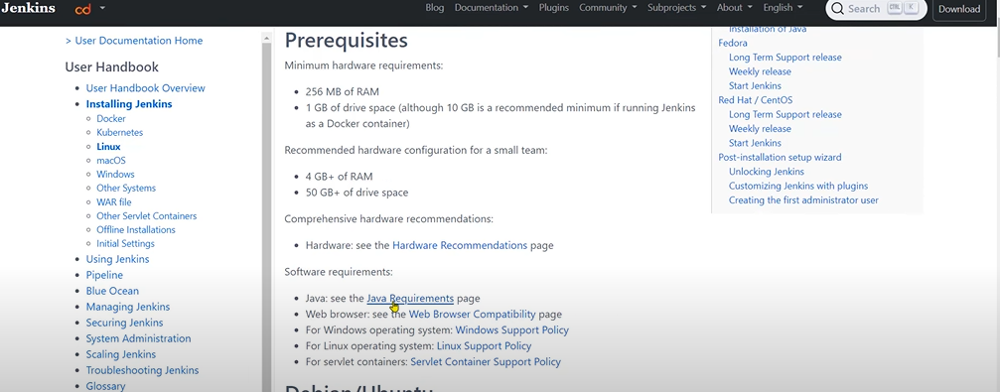 Jenkins
cd
Blog Documentation Plugins Community Subprojects About English Search CTRL K Download
> User Documentation Home
User Handbook
User Handbook Overview
Installing Jenkins
Docker
Kubernetes
Linux
macOS
Windows
Other Systems
WAR file
Other Servlet Containers
Offline Installations
Initial Settings
Using Jenkins
Pipeline
Blue Ocean
Managing Jenkins
Securing Jenkins
System Administration
Scaling Jenkins
Troubleshooting Jenkins
Glossary
Prerequisites
Minimum hardware requirements:
256 MB of RAM
1 GB of drive space (although 10 GB is a recommended minimum if running Jenkins
as a Docker container)
Recommended hardware configuration for a small team:
4 GB+ of RAM
50 GB+ of drive space
Comprehensive hardware recommendations:
Hardware: see the Hardware Recommendations page
Software requirements:
Java: see the Java Requirements page
Web browser: see the Web Browser Compatibility page
For Windows operating system: Windows Support Policy
For Linux operating system: Linux Support Policy
For servlet containers: Servlet Container Support Policy
Debian/Ubuntu
Installation of Java
Fedora
Long Term Support release
Weekly release
Start Jenkins
Red Hat / CentOS
Long Term Support release
Weekly release
Start Jenkins
Post-installation setup wizard
Unlocking Jenkins
Customizing Jenkins with plugins
Creating the first administrator user